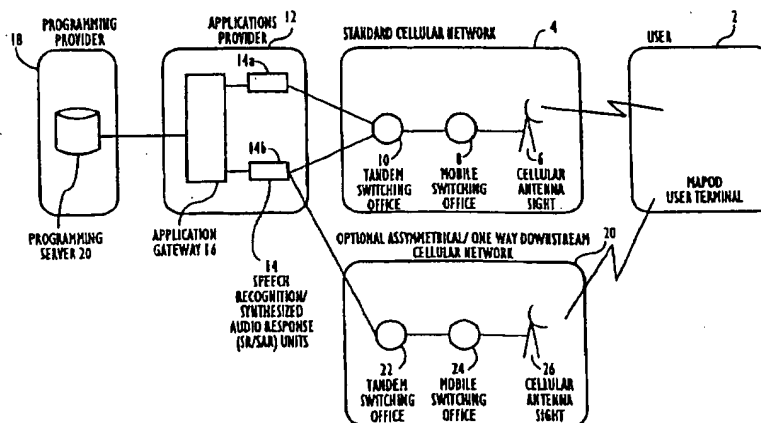 PROGRAMMING
PROVIDER
18
APPLICATIONS
PROVIDER
12
STANDARD CELLULAR NETWORK
4
USER
2
14a
14b
10
TANDEM
SWITCHING
OFFICE
8
MOBILE
SWITCHING
OFFICE
6
CELLULAR
ANTENNA
SIGHT
MAPOD
USER TERMINAL
PROGRAMMING
SERVER 20
APPLICATION
GATEWAY 16
14
SPEECH
RECOGNITION/
SYNTHESIZED
AUDIO RESPONSE
(SR/SAR) UNITS
OPTIONAL ASSYMETRICAL/ ONE WAY DOWNSTREAM
CELLULAR NETWORK
20
22
TANDEM
SWITCHING
OFFICE
24
MOBILE
SWITCHING
OFFICE
26
CELLULAR
ANTENNA
SIGHT